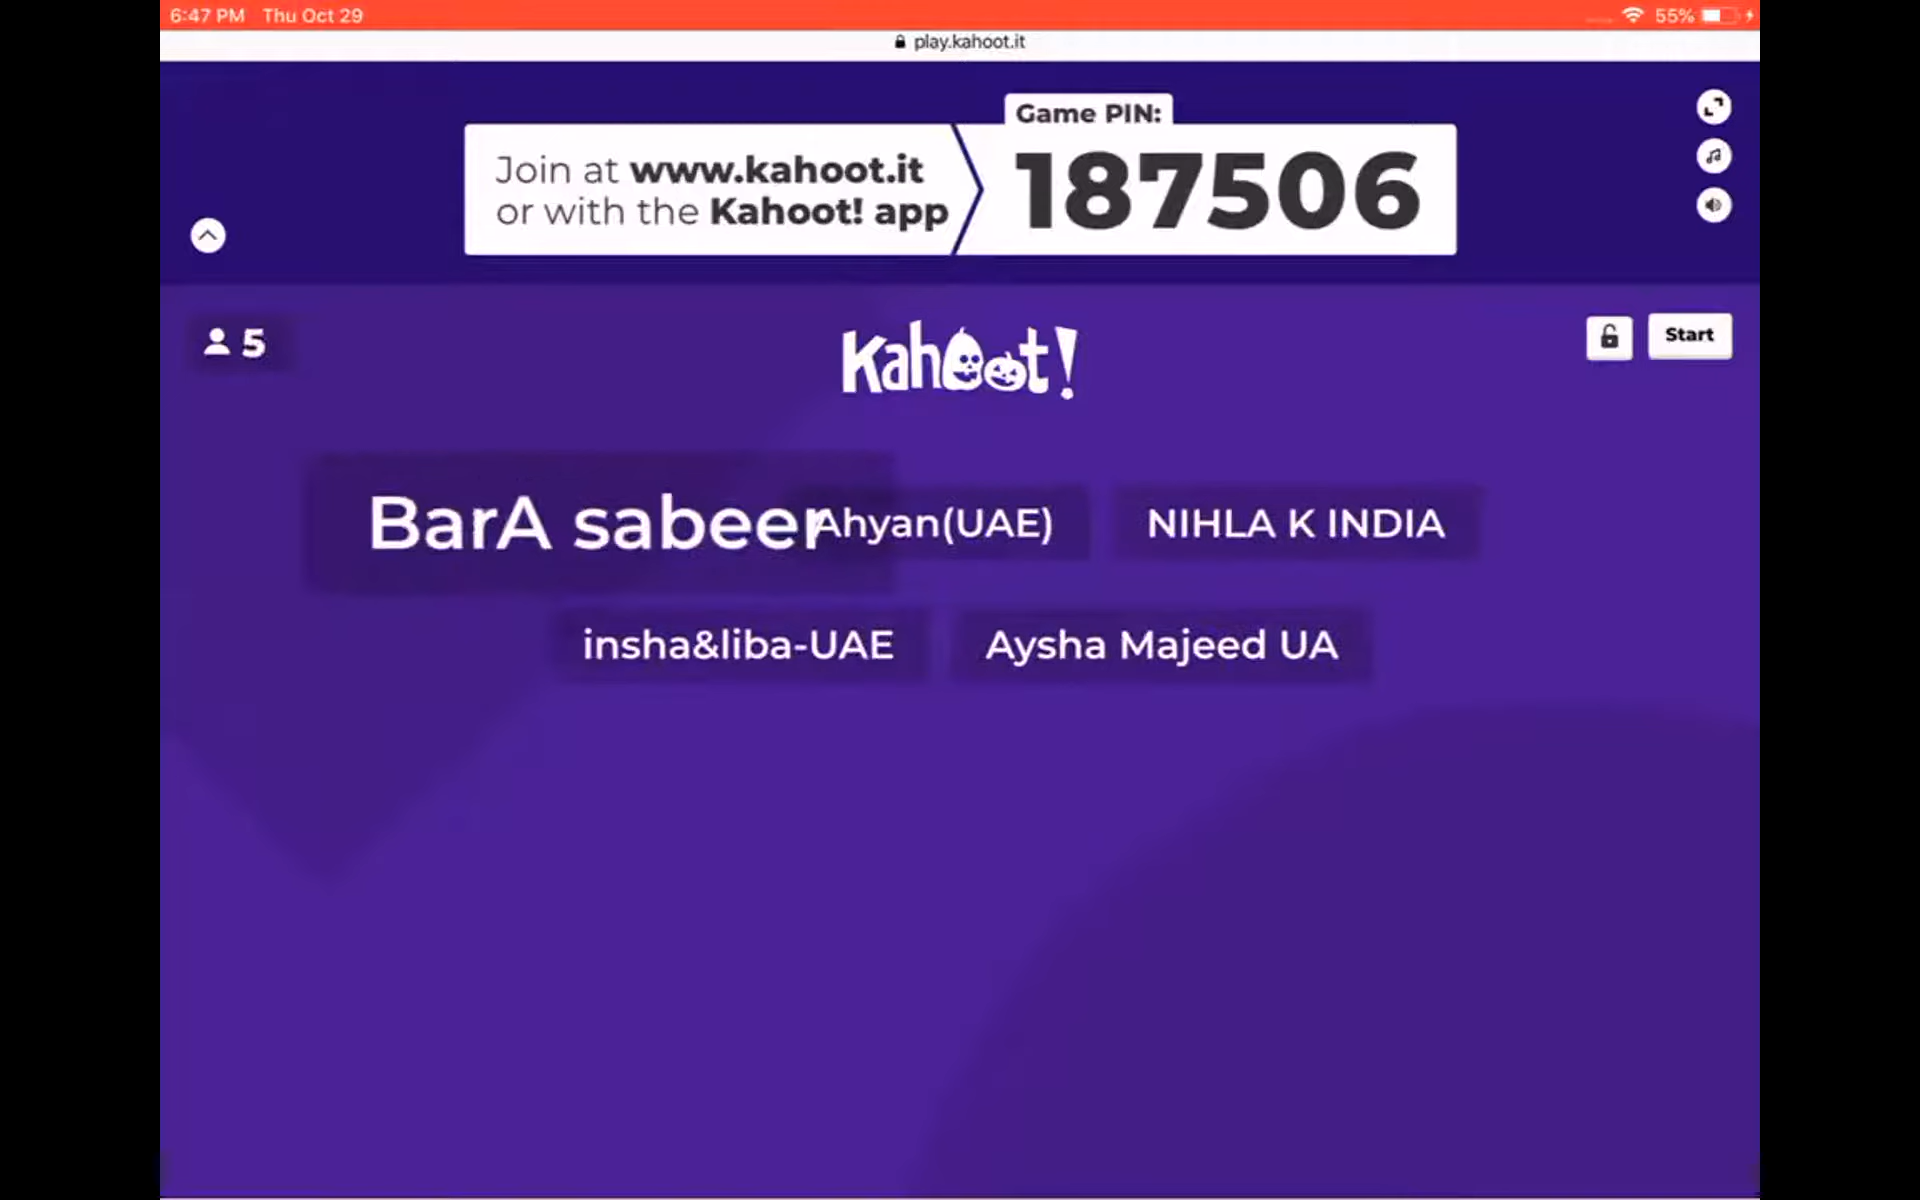 6:47 PM Thu Oct 29
55%
play.kahoot.it
Game PIN:
Join at www.kahoot.it
or with the Kahoot! app
187506
5
Kahoot!
Start
BarA sabeer
Ahyan(UAE)
NIHLA K INDIA
insha&liba-UAE
Aysha Majeed UA